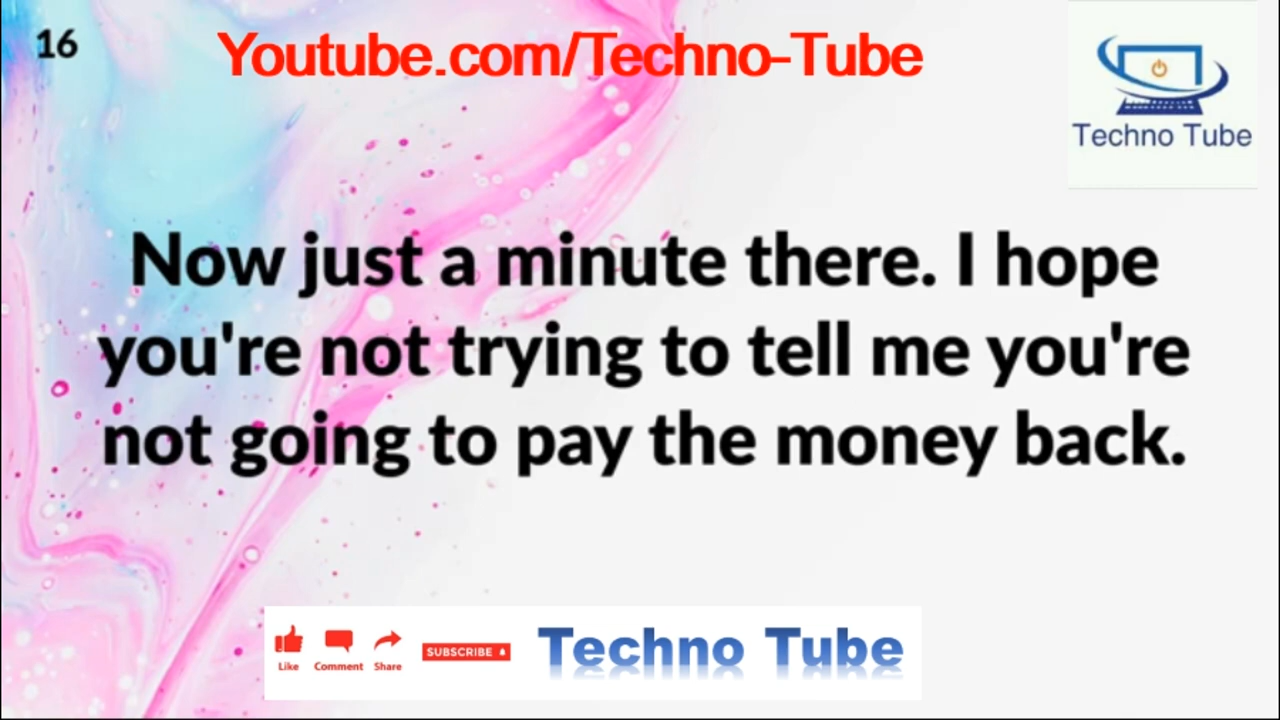 16
Youtube.com/Techno-Tube
Techno Tube
Now just a minute there. I hope
you're not trying to tell me you're
not going to pay the money back.
Like
Comment
Share
SUBSCRIBE
Techno Tube